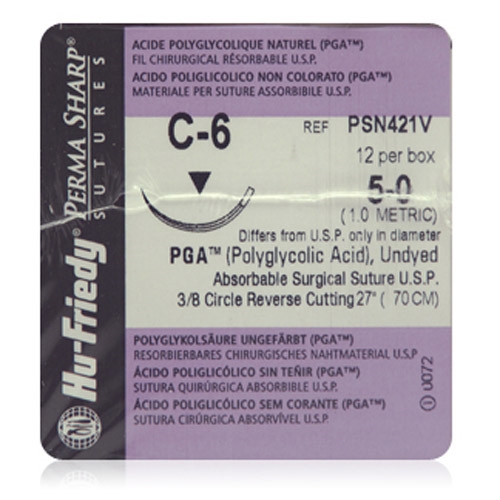 Hu-Friedy® PERMA SHARP®
SUTURES
ACIDE POLYGLYCOLIQUE NATUREL (PGA™)
FIL CHIRURGICAL RÉSORBABLE U.S.P.
ACIDO POLIGLICOLICO NON COLORATO (PGA™)
MATERIALE PER SUTURE ASSORBIBILE U.S.P.
C-6
REF PSN421V
12 per box
5-0
(1.0 METRIC)
Differs from U.S.P. only in diameter
PGA™ (Polyglycolic Acid), Undyed
Absorbable Surgical Suture U.S.P.
3/8 Circle Reverse Cutting 27" ( 70CM)
POLYGLYKOLSÄURE UNGEFÄRBT (PGA™)
RESORBIERBARES CHIRURGISCHES NAHTMATERIAL U.S.P
ÁCIDO POLIGLICÓLICO SIN TEÑIR (PGA™)
SUTURA QUIRÚRGICA ABSORBIBLE U.S.P.
ÁCIDO POLIGLICÓLICO SEM CORANTE (PGA™)
SUTURA CIRÚRGICA ABSORVÍVEL U.S.P.
U072